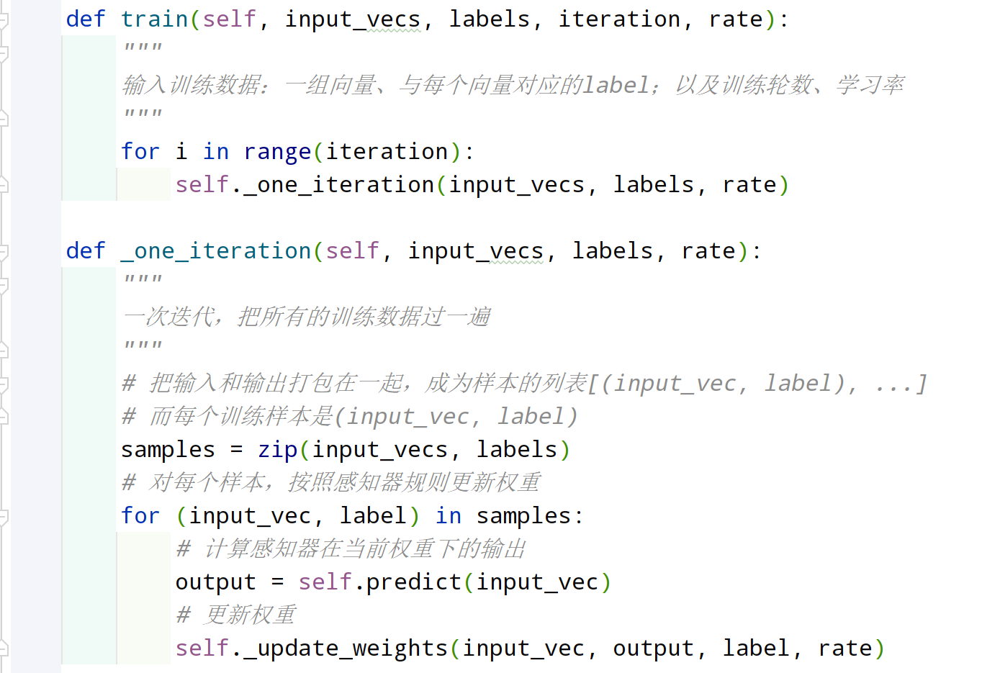 def train(self, input_vecs, labels, iteration, rate):
    """
    输入训练数据：一组向量、与每个向量对应的label；以及训练轮数、学习率
    """
    for i in range(iteration):
        self._one_iteration(input_vecs, labels, rate)

def _one_iteration(self, input_vecs, labels, rate):
    """
    一次迭代，把所有的训练数据过一遍
    """
    # 把输入和输出打包在一起，成为样本的列表[(input_vec, label), ...]
    # 而每个训练样本是(input_vec, label)
    samples = zip(input_vecs, labels)
    # 对每个样本，按照感知器规则更新权重
    for (input_vec, label) in samples:
        # 计算感知器在当前权重下的输出
        output = self.predict(input_vec)
        # 更新权重
        self._update_weights(input_vec, output, label, rate)